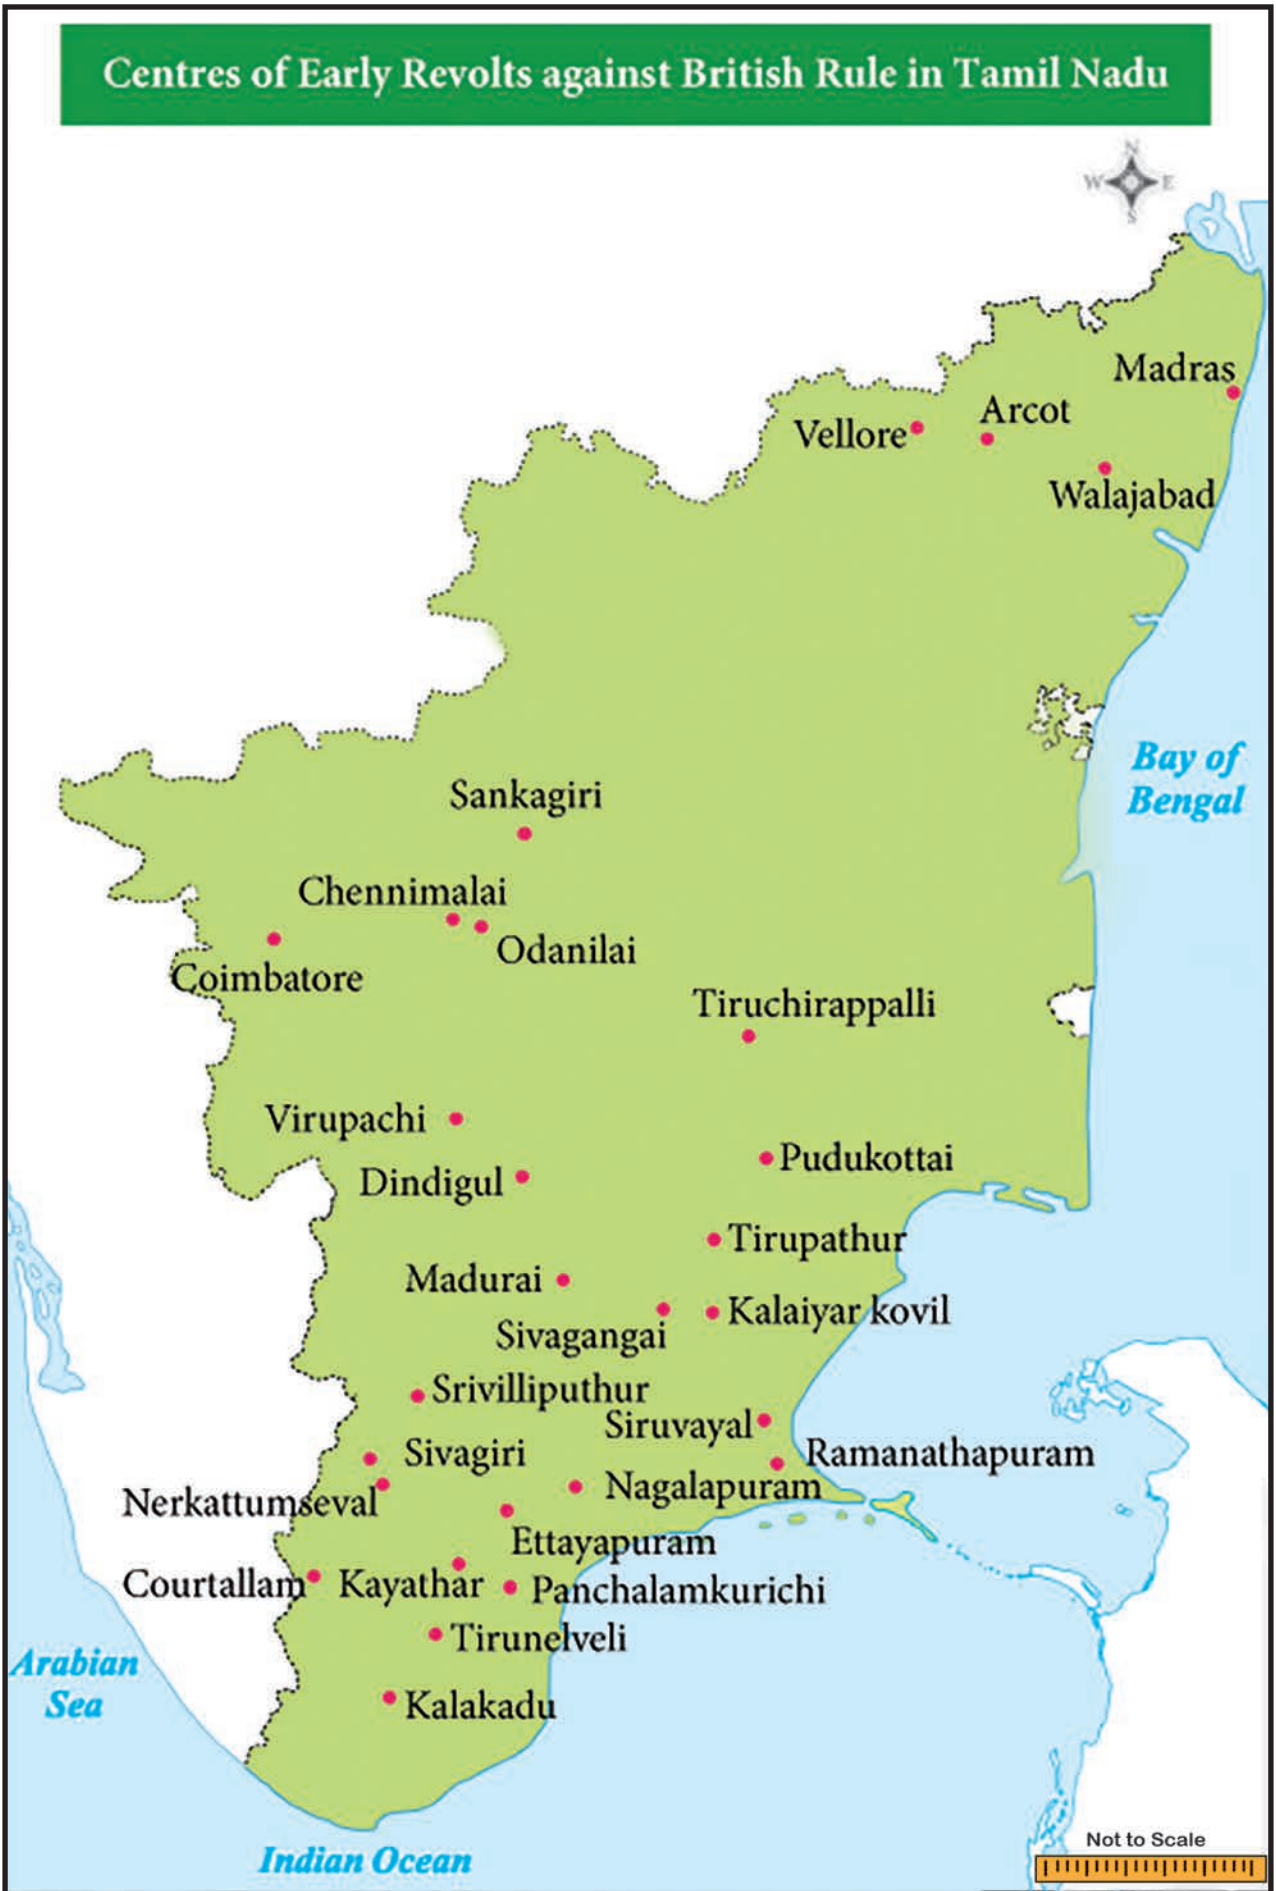 Centres of Early Revolts against British Rule in Tamil Nadu
N
W E
S
Madras
Arcot
Vellore
Walajabad
Bay of
Bengal
Sankagiri
Chennimalai
Odanilai
Coimbatore
Tiruchirappalli
Virupachi
Pudukottai
Dindigul
Tirupathur
Madurai
Kalaiyar kovil
Sivagangai
Srivilliputhur
Siruvayal
Sivagiri
Ramanathapuram
Nagalapuram
Nerkattumseval
Ettayapuram
Courtallam
Kayathar
Panchalamkurichi
Tirunelveli
Arabian
Sea
Kalakadu
Not to Scale
Indian Ocean